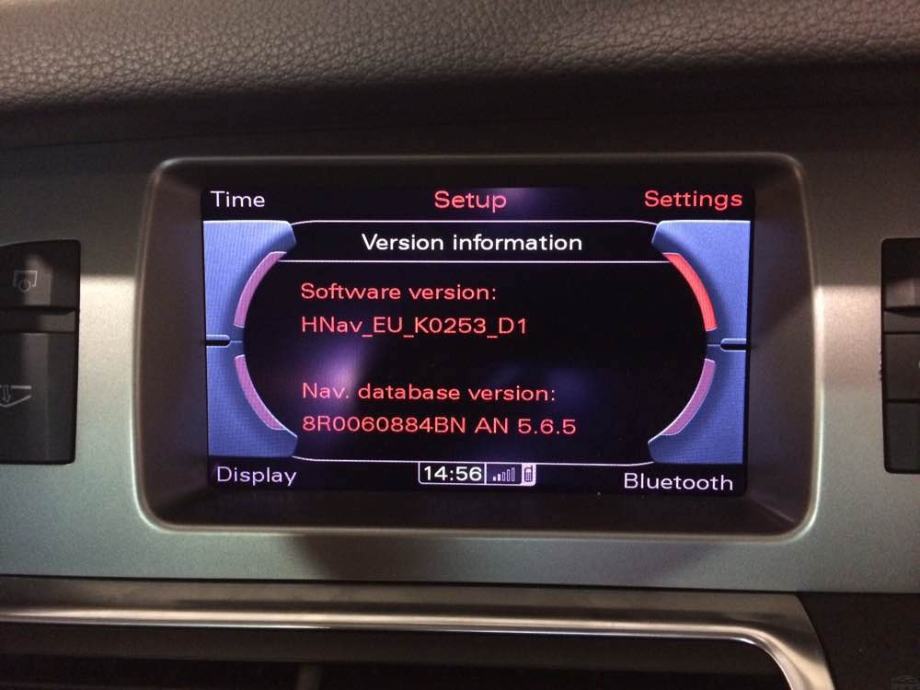 Time Setup Settings
Version information
Software version:
HNav_EU_K0253_D1
Nav. database version:
8R0060884BN AN 5.6.5
Display 14:56 Bluetooth